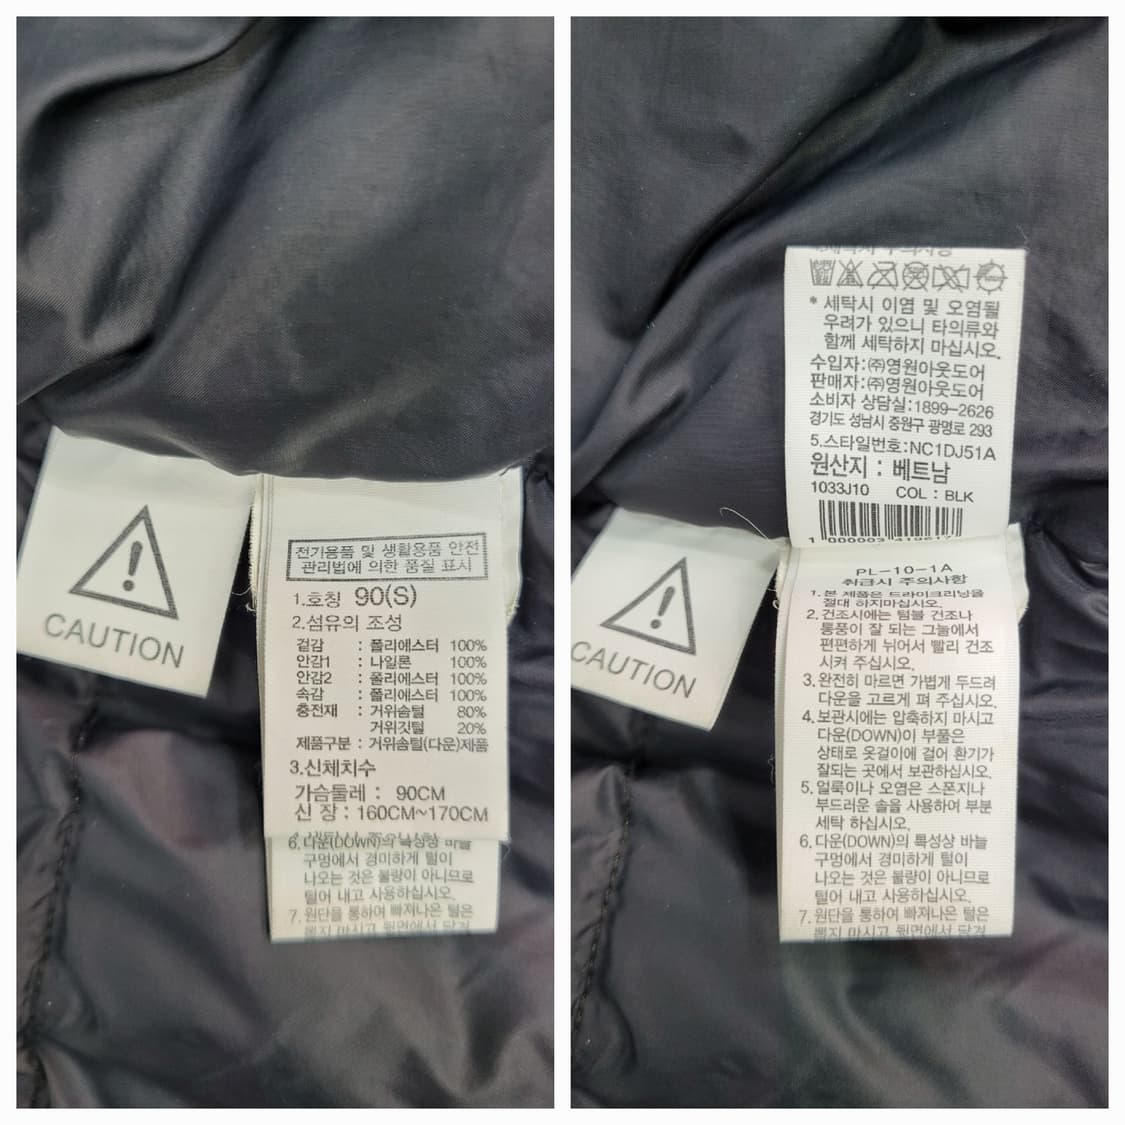 CAUTION
전기용품 및 생활용품 안전
관리법에 의한 품질 표시
1.호칭 90(S)
2.섬유의 조성
겉감 : 폴리에스터 100%
안감1 : 나일론 100%
안감2 : 폴리에스터 100%
속감 : 폴리에스터 100%
충전재 : 거위솜털 80%
거위깃털 20%
제품구분 : 거위솜털(다운)제품
3.신체치수
가슴둘레 : 90CM
신 장 : 160CM~170CM
6.다운(DOWN)의 특성상 바늘
구멍에서 경미하게 털이
나오는 것은 불량이 아니므로
털어 내고 사용하십시오.
7.원단을 통하여 빠져나온 털은
뽑지 마시고 뒷면에서 당겨
CAUTION
* 세탁시 이염 및 오염될
우려가 있으니 타의류와
함께 세탁하지 마십시오.
수입자:㈜영원아웃도어
판매자:㈜영원아웃도어
소비자 상담실:1899-2626
경기도 성남시 중원구 광명로 293
5.스타일번호:NC1DJ51A
원산지 : 베트남
1033J10 COL : BLK
PL-10-1A
취급시 주의사항
1.본 제품은 드라이크리닝을
절대 하지마십시오.
2.건조시에는 텀블 건조나
통풍이 잘 되는 그늘에서
편편하게 뉘어서 빨리 건조
시켜 주십시오.
3.완전히 마르면 가볍게 두드려
다운을 고르게 펴 주십시오.
4.보관시에는 압축하지 마시고
다운(DOWN)이 부풀은
상태로 옷걸이에 걸어 환기가
잘되는 곳에서 보관하십시오.
5.얼룩이나 오염은 스폰지나
부드러운 솔을 사용하여 부분
세탁 하십시오.
6.다운(DOWN)의 특성상 바늘
구멍에서 경미하게 털이
나오는 것은 불량이 아니므로
털어 내고 사용하십시오.
7.원단을 통하여 빠져나온 털은
뽑지 마시고 뒷면에서 당겨